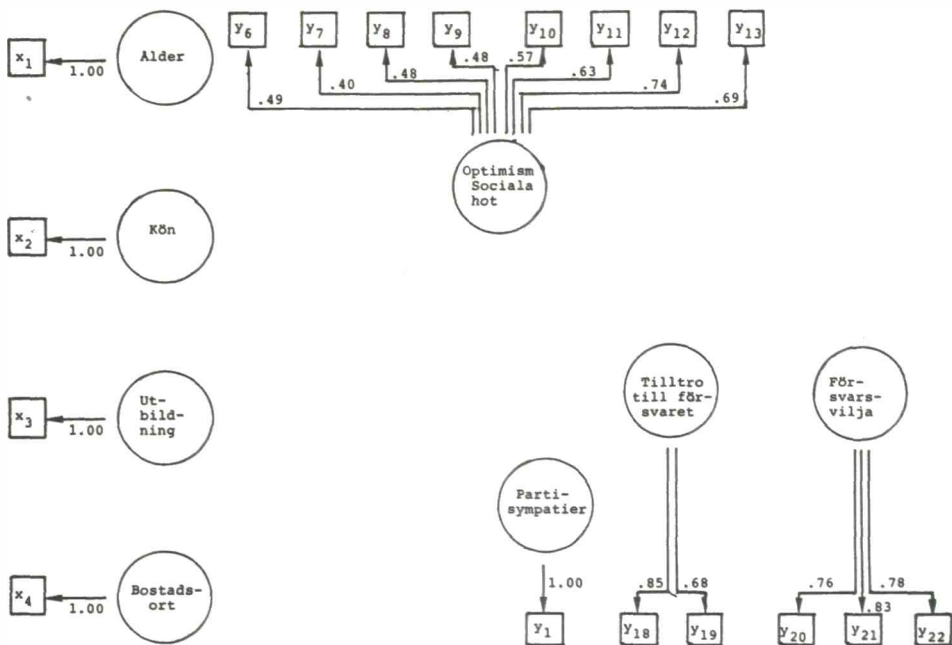 y6 y7 y8 y9 y10 y11 y12 y13
x1
1.00
Ålder
.49
.40
.48
.48
.57
.63
.74
.69
Optimism
Sociala
hot
x2
1.00
Kön
x3
1.00
Ut-
bild-
ning
Tilltro
till för-
svaret
För-
svars-
vilja
Parti-
sympatier
x4
1.00
Bostads-
ort
1.00
.85
.68
.76
.83
.78
y1 y18 y19 y20 y21 y22